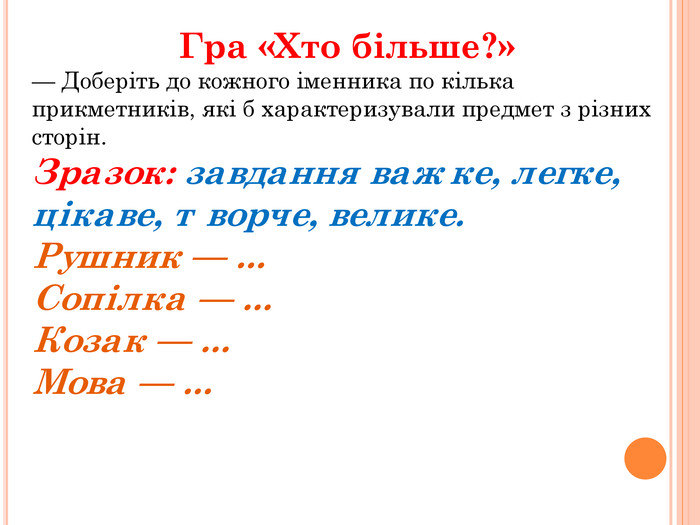 Гра «Хто більше?»
— Доберіть до кожного іменника по кілька
прикметників, які б характеризували предмет з різних
сторін.
Зразок: завдання важ ке, легке,
цікаве, т ворче, велике.
Рушник — ...
Сопілка — ...
Козак — ...
Мова — ...